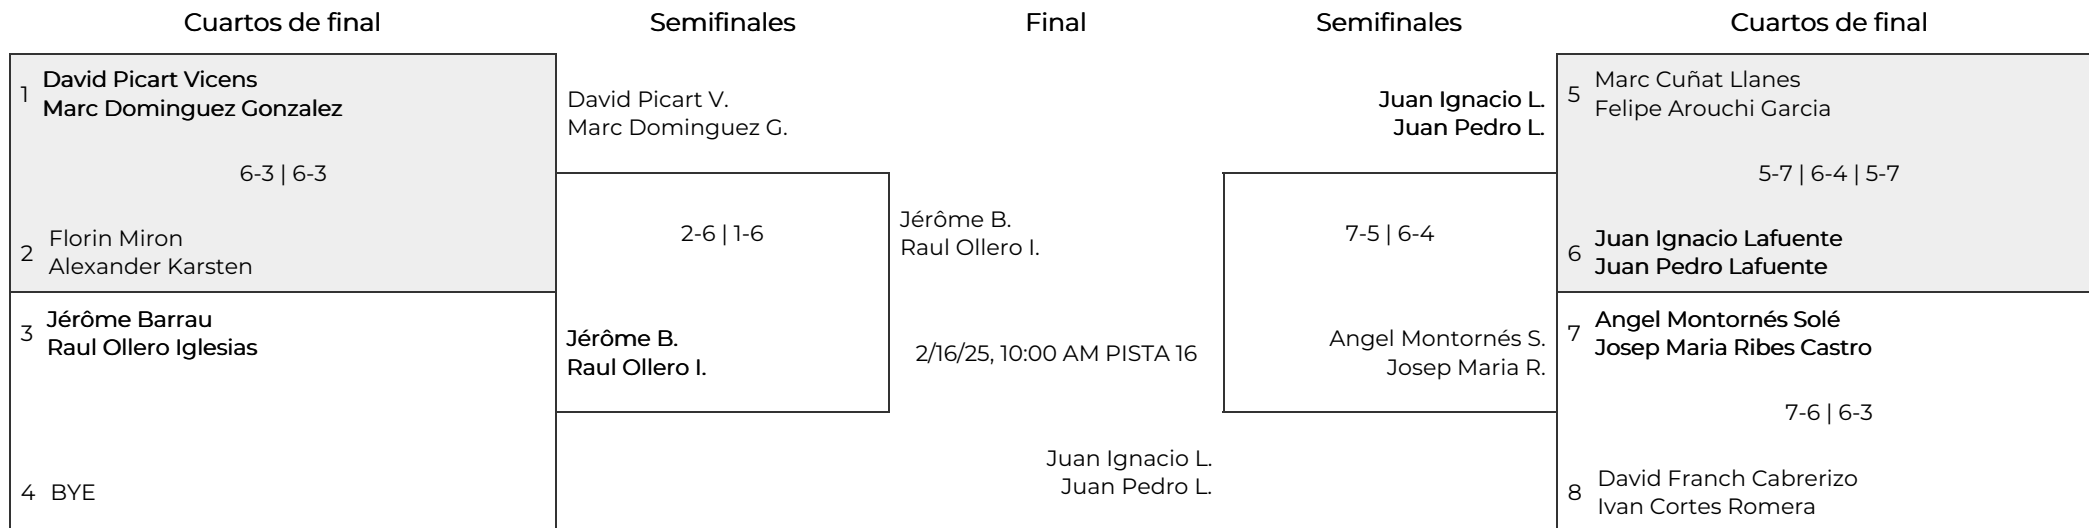 Cuartos de final
Semifinales
Final
Semifinales
Cuartos de final
1
David Picart Vicens
Marc Dominguez Gonzalez
6-3 | 6-3
2
Florin Miron
Alexander Karsten
3
Jérôme Barrau
Raul Ollero Iglesias
4 BYE
David Picart V.
Marc Dominguez G.
2-6 | 1-6
Jérôme B.
Raul Ollero I.
Jérôme B.
Raul Ollero I.
2/16/25, 10:00 AM PISTA 16
Juan Ignacio L.
Juan Pedro L.
Juan Ignacio L.
Juan Pedro L.
7-5 | 6-4
Angel Montornés S.
Josep Maria R.
5
Marc Cuñat Llanes
Felipe Arouchi Garcia
5-7 | 6-4 | 5-7
6
Juan Ignacio Lafuente
Juan Pedro Lafuente
7
Angel Montornés Solé
Josep Maria Ribes Castro
7-6 | 6-3
8
David Franch Cabrerizo
Ivan Cortes Romera